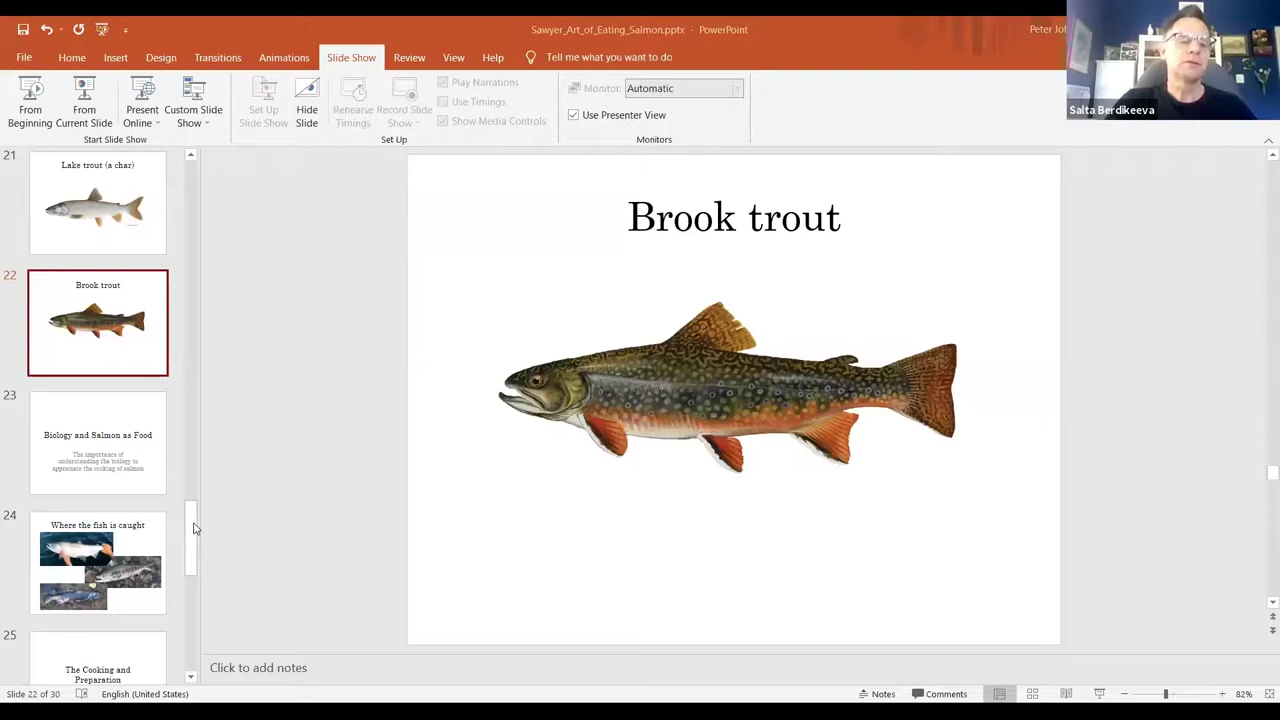 Sawyer_Art_of_Eating_Salmon.pptx - PowerPoint
Peter Jo
File Home Insert Design Transitions Animations Slide Show Review View Help Tell me what you want to do
From Beginning
From Current Slide
Present Online
Custom Slide Show
Start Slide Show
Set Up Slide Show
Hide Slide
Rehearse Timings
Record Slide Show
Play Narrations
Use Timings
Show Media Controls
Set Up
Monitor: Automatic
Use Presenter View
Monitors
Salta Berdikeeva
21
Lake trout (a char)
22
Brook trout
23
Biology and Salmon as Food
The importance of
understanding the biology to
appreciate the cooking of salmon
24
Where the fish is caught
25
The Cooking and
Preparation
Brook trout
Click to add notes
Slide 22 of 30 English (United States) Notes Comments 82%